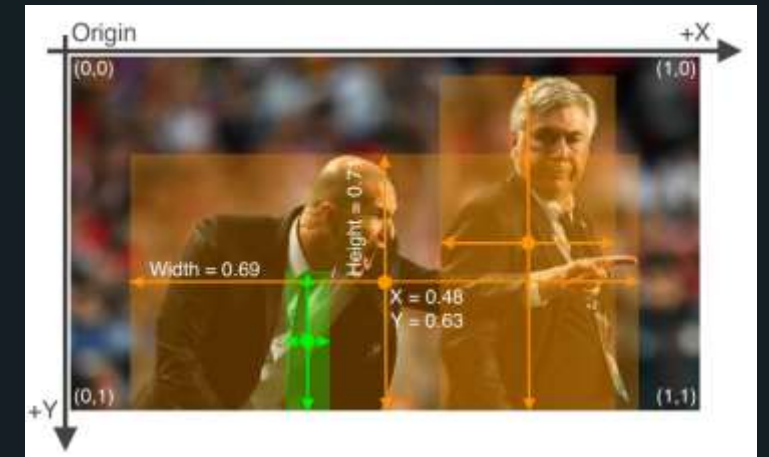 Origin
+X
(0,0)
(1,0)
Height = 0.7
Width = 0.69
X = 0.48
Y = 0.63
(0,1)
(1,1)
+Y